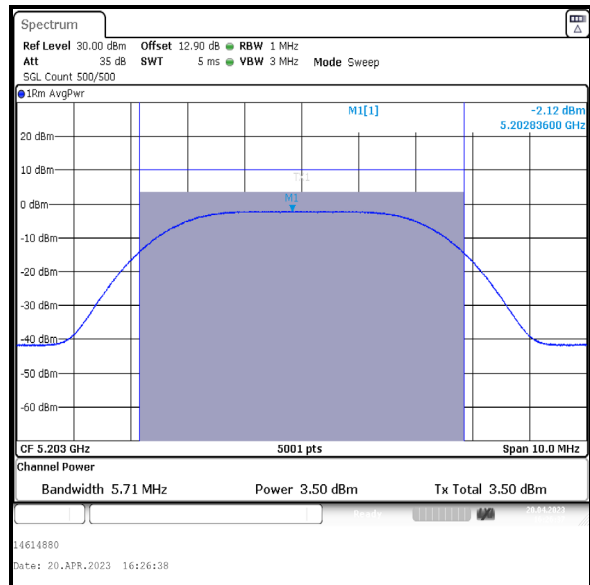 Spectrum
Ref Level 30.00 dBm Offset 12.90 dB RBW 1 MHz
Att 35 dB SWT 5 ms VBW 3 MHz Mode Sweep
SGL Count 500/500
1Rm AvgPwr
M1[1] -2.12 dBm
5.20283600 GHz
20 dBm
10 dBm
0 dBm
M1
-10 dBm
-20 dBm
-30 dBm
-40 dBm
-50 dBm
-60 dBm
CF 5.203 GHz 5001 pts Span 10.0 MHz
Channel Power
Bandwidth 5.71 MHz Power 3.50 dBm Tx Total 3.50 dBm
Ready 20.04.2023
14614880
Date: 20.APR.2023 16:26:38